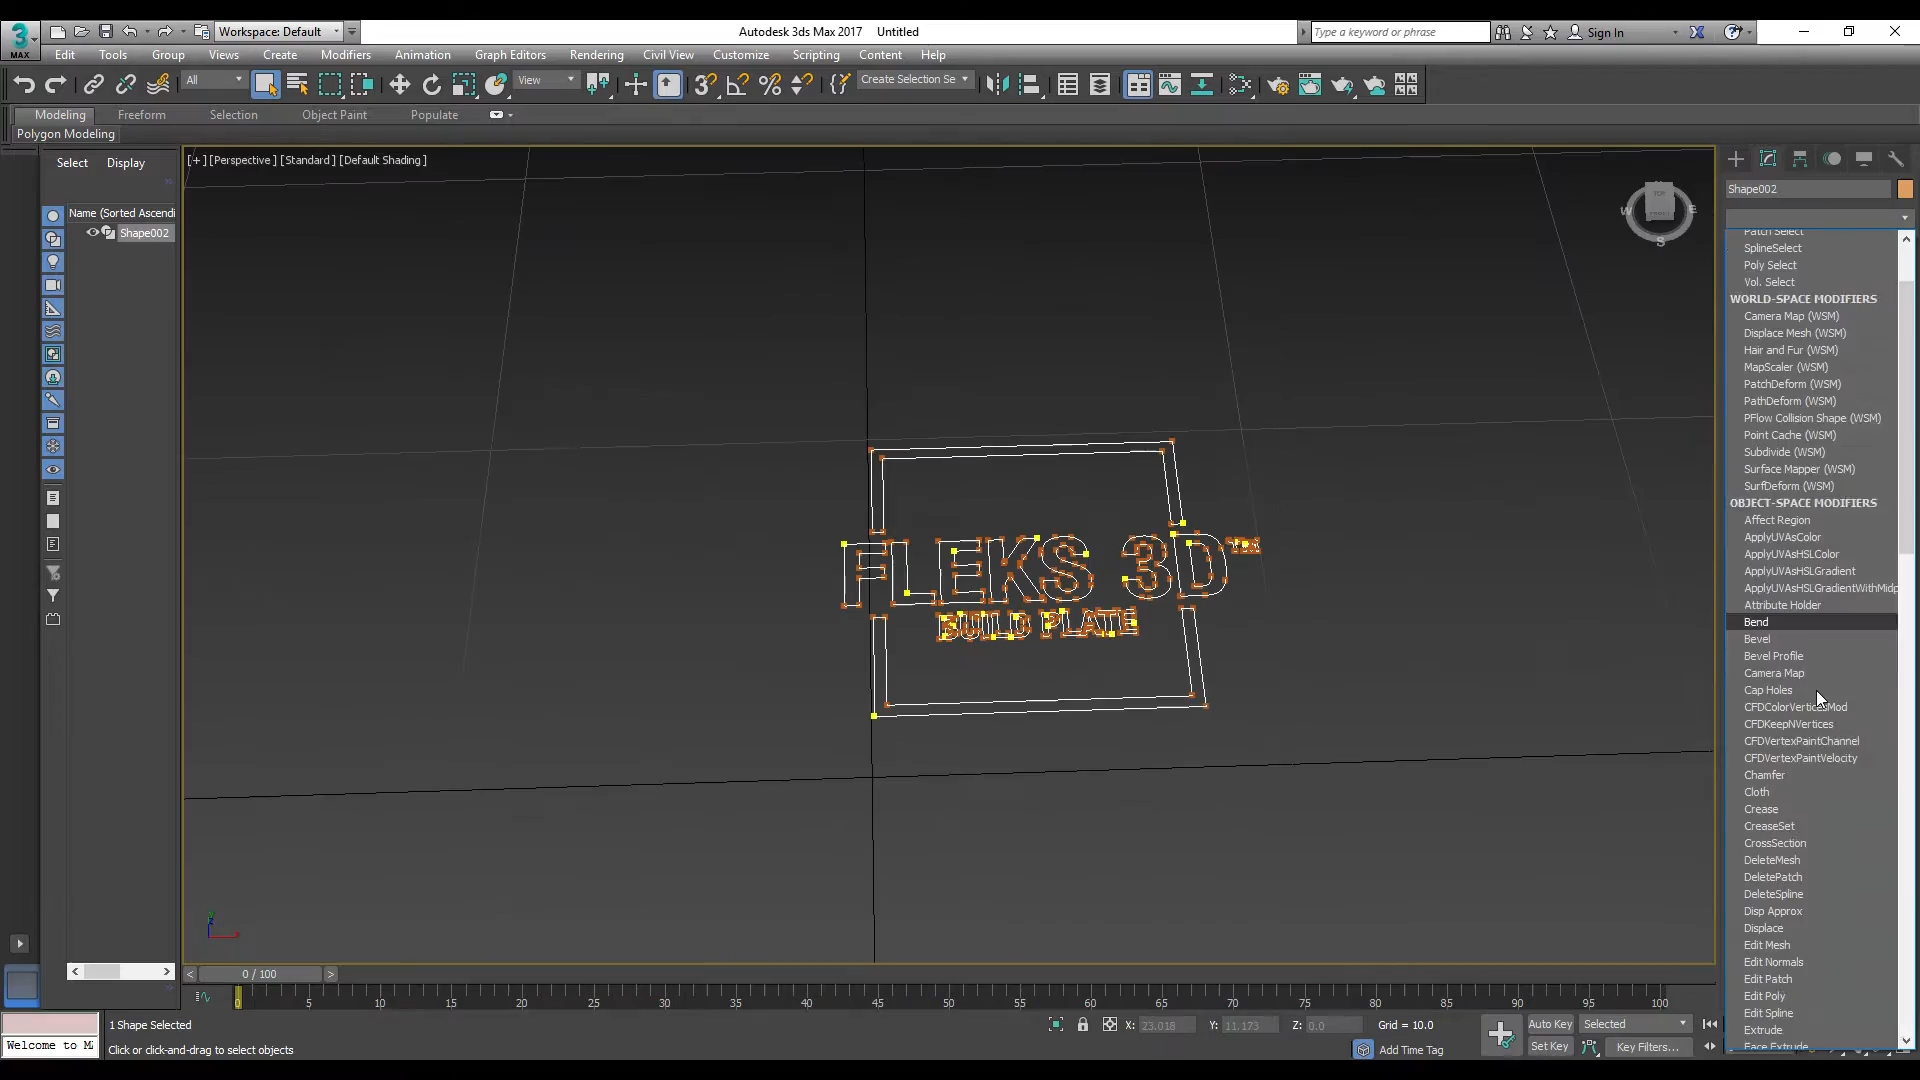 Workspace: Default
Autodesk 3ds Max 2017 Untitled
Type a keyword or phrase
Sign In
3
MAX
Edit Tools Group Views Create Modifiers Animation Graph Editors Rendering Civil View Customize Scripting Content Help
All
View
Create Selection Se
Modeling Freeform Selection Object Paint Populate
Polygon Modeling
Select Display
[+] [Perspective] [Standard] [Default Shading]
Name (Sorted Ascendi
Shape002
TOP
W E
S
FLEKS 3D™
BUILD PLATE
Shape002
Patch Select
SplineSelect
Poly Select
Vol. Select
WORLD-SPACE MODIFIERS
Camera Map (WSM)
Displace Mesh (WSM)
Hair and Fur (WSM)
MapScaler (WSM)
PatchDeform (WSM)
PathDeform (WSM)
PFlow Collision Shape (WSM)
Point Cache (WSM)
Subdivide (WSM)
Surface Mapper (WSM)
SurfDeform (WSM)
OBJECT-SPACE MODIFIERS
Affect Region
ApplyUVAsColor
ApplyUVAsHSLColor
ApplyUVAsHSLGradient
ApplyUVAsHSLGradientWithMidp
Attribute Holder
Bend
Bevel
Bevel Profile
Camera Map
Cap Holes
CFDColorVerticesMod
CFDKeepNVertices
CFDVertexPaintChannel
CFDVertexPaintVelocity
Chamfer
Cloth
Crease
CreaseSet
CrossSection
DeleteMesh
DeletePatch
DeleteSpline
Disp Approx
Displace
Edit Mesh
Edit Normals
Edit Patch
Edit Poly
Edit Spline
Extrude
Face Extrude
0 / 100
0 5 10 15 20 25 30 35 40 45 50 55 60 65 70 75 80 85 90 95 100
1 Shape Selected
X: 23.018 Y: 11.173 Z: 0.0 Grid = 10.0
Auto Key Selected
Welcome to M
Click or click-and-drag to select objects
Add Time Tag
Set Key Key Filters...